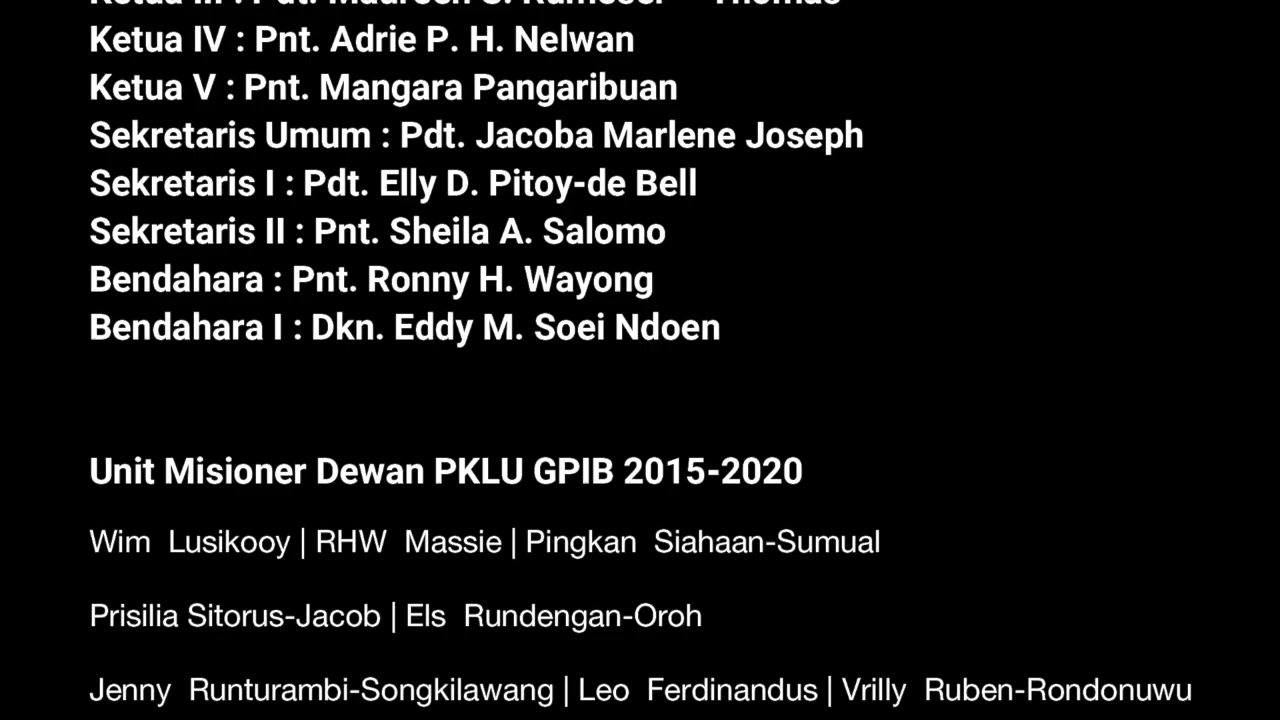 Ketua IV : Pnt. Adrie P. H. Nelwan
Ketua V : Pnt. Mangara Pangaribuan
Sekretaris Umum : Pdt. Jacoba Marlene Joseph
Sekretaris I : Pdt. Elly D. Pitoy-de Bell
Sekretaris II : Pnt. Sheila A. Salomo
Bendahara : Pnt. Ronny H. Wayong
Bendahara I : Dkn. Eddy M. Soei Ndoen
Unit Misioner Dewan PKLU GPIB 2015-2020
Wim Lusikooy | RHW Massie | Pingkan Siahaan-Sumual
Prisilia Sitorus-Jacob | Els Rundengan-Oroh
Jenny Runturambi-Songkilawang | Leo Ferdinandus | Vrilly Ruben-Rondonuwu